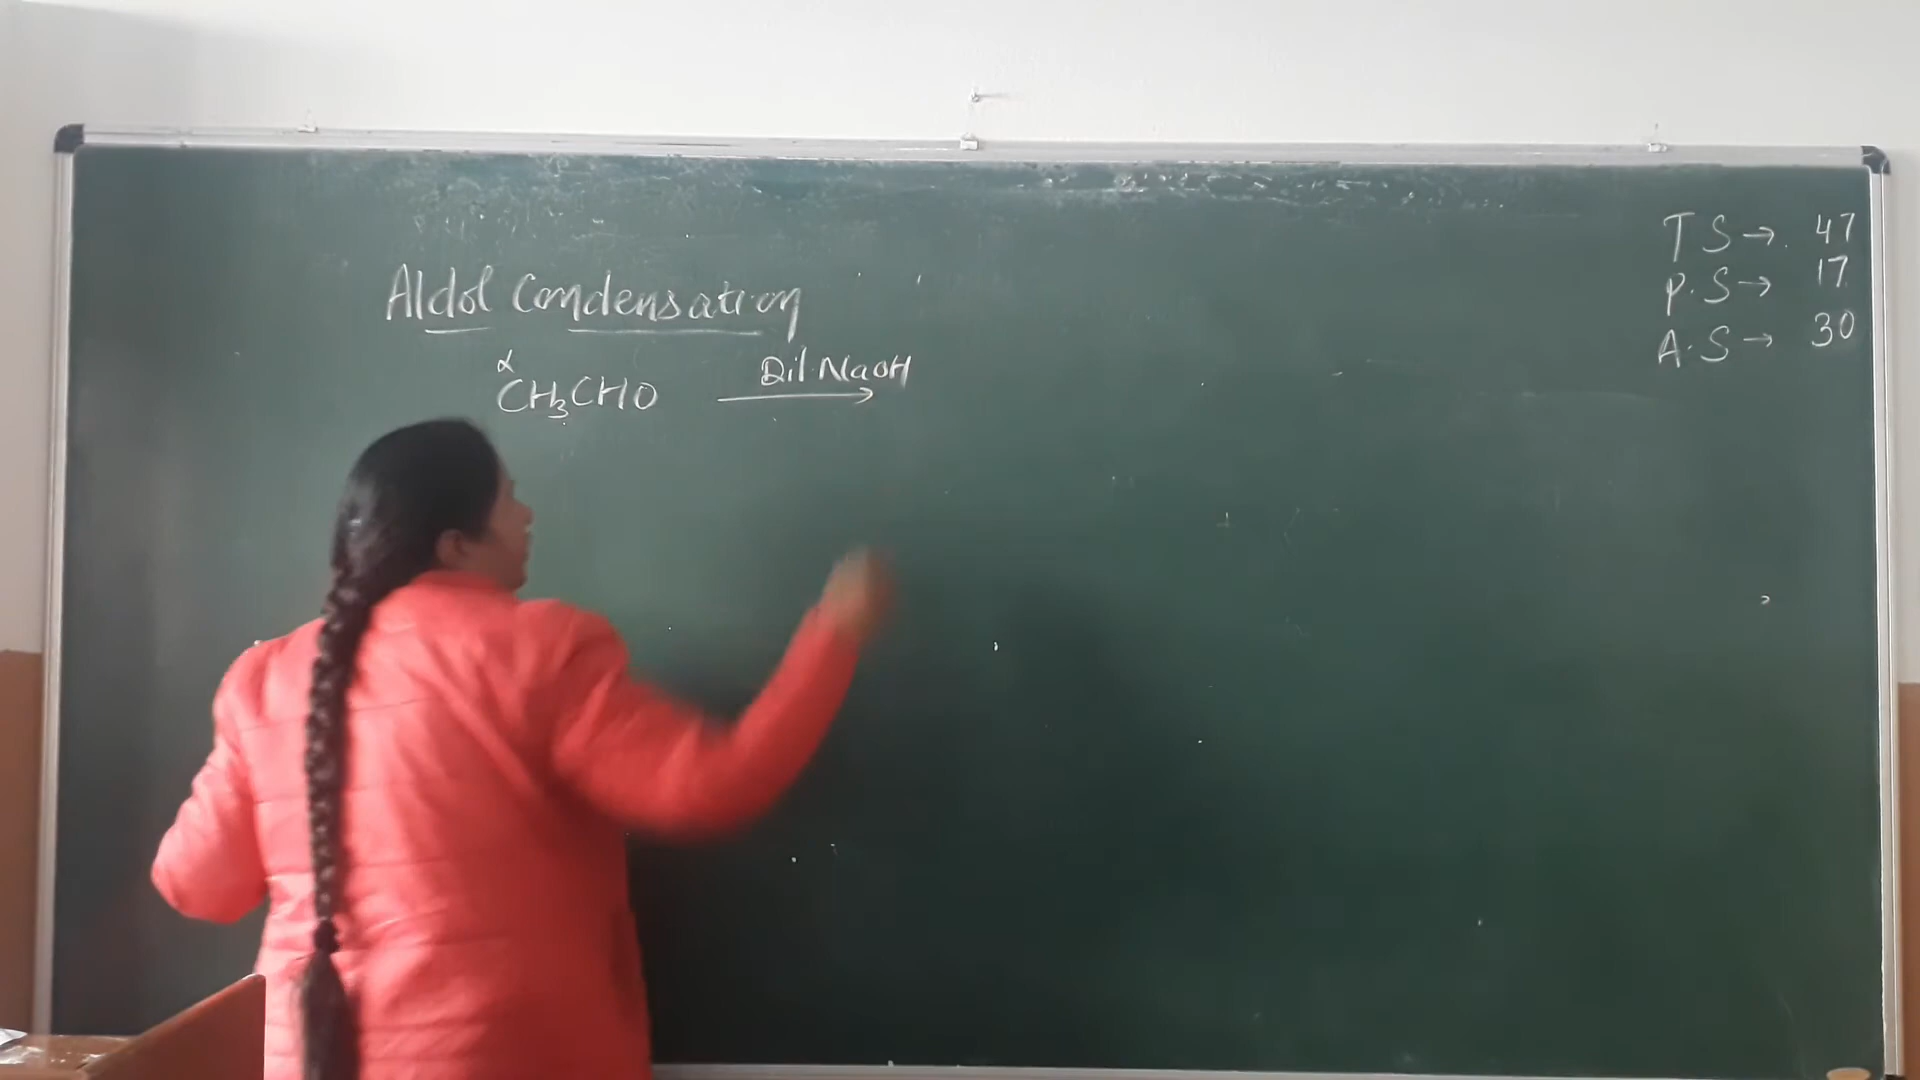 Aldol Condensation
α
CH₃CHO Dil. NaOH →
T S → 47
P.S → 17
A.S → 30